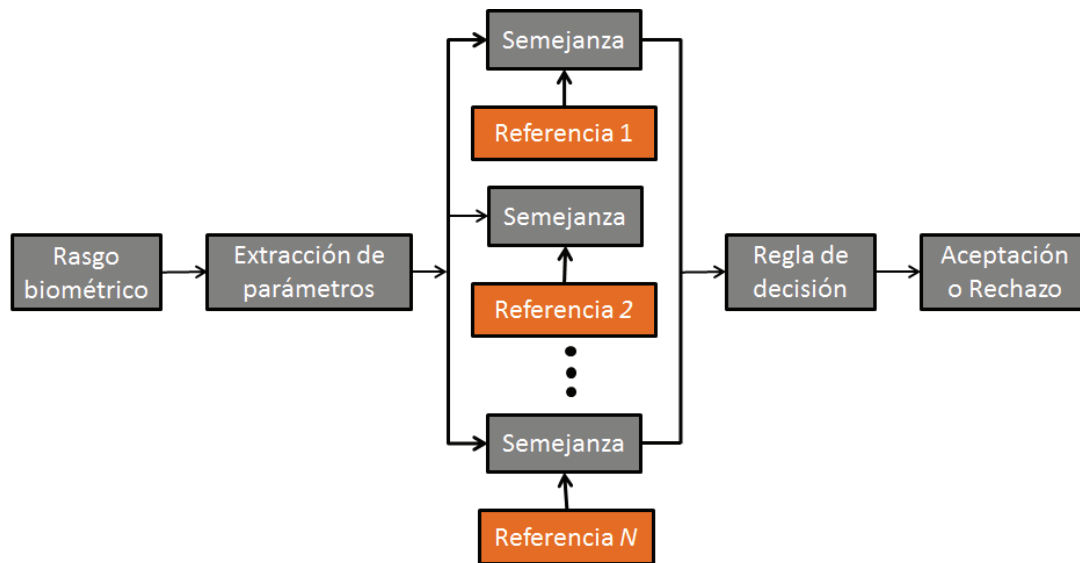 Semejanza
Referencia 1
Semejanza
Rasgo
biométrico
Extracción de
parámetros
Referencia 2
Regla de
decisión
Aceptación
o Rechazo
Semejanza
Referencia N